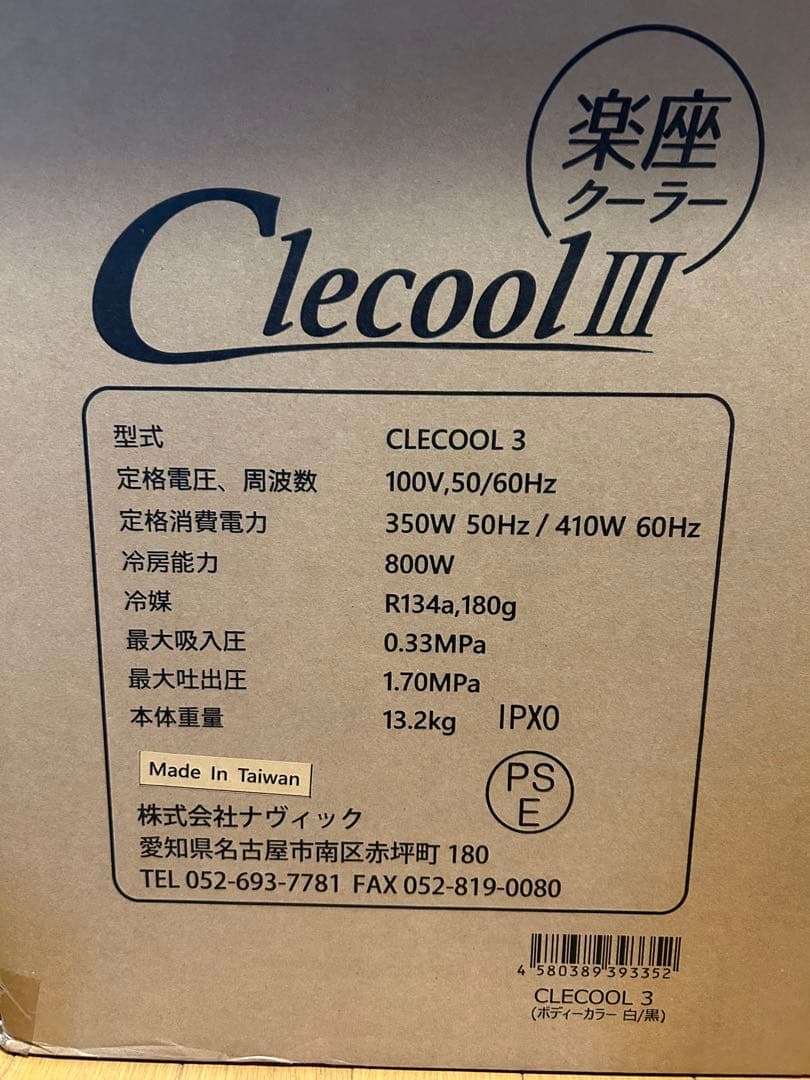 楽座
クーラー
Clecool III
型式 CLECOOL 3
定格電圧、周波数 100V,50/60Hz
定格消費電力 350W 50Hz / 410W 60Hz
冷房能力 800W
冷媒 R134a,180g
最大吸入圧 0.33MPa
最大吐出圧 1.70MPa
本体重量 13.2kg IPX0
Made In Taiwan
PS
E
株式会社ナヴィック
愛知県名古屋市南区赤坪町 180
TEL 052-693-7781 FAX 052-819-0080
4 580389 393352
CLECOOL 3
(ボディーカラー 白/黒)